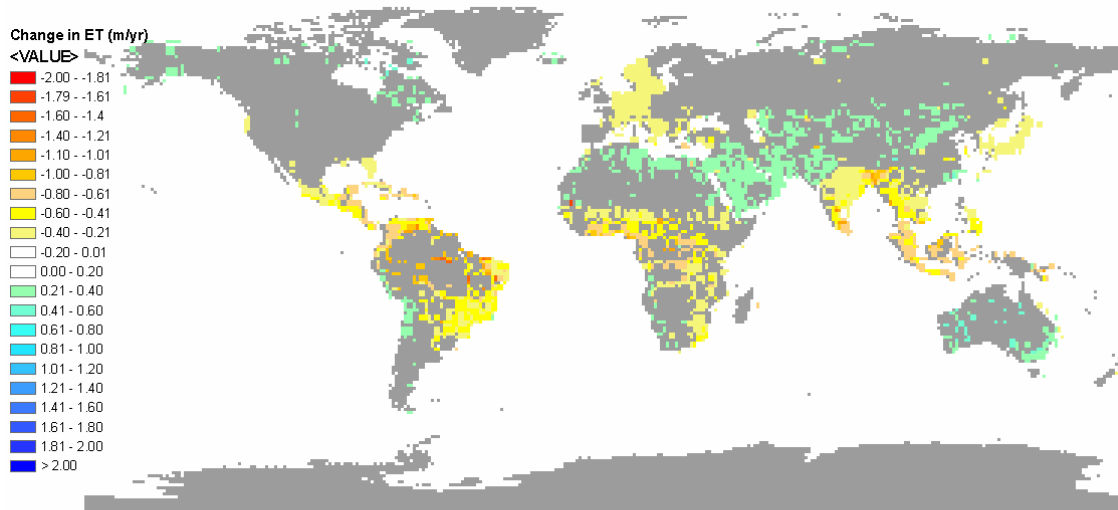 Change in ET (m/yr)
<VALUE>
-2.00 - -1.81
-1.79 - -1.61
-1.60 - -1.4
-1.40 - -1.21
-1.10 - -1.01
-1.00 - -0.81
-0.80 - -0.61
-0.60 - -0.41
-0.40 - -0.21
-0.20 - 0.01
0.00 - 0.20
0.21 - 0.40
0.41 - 0.60
0.61 - 0.80
0.81 - 1.00
1.01 - 1.20
1.21 - 1.40
1.41 - 1.60
1.61 - 1.80
1.81 - 2.00
> 2.00